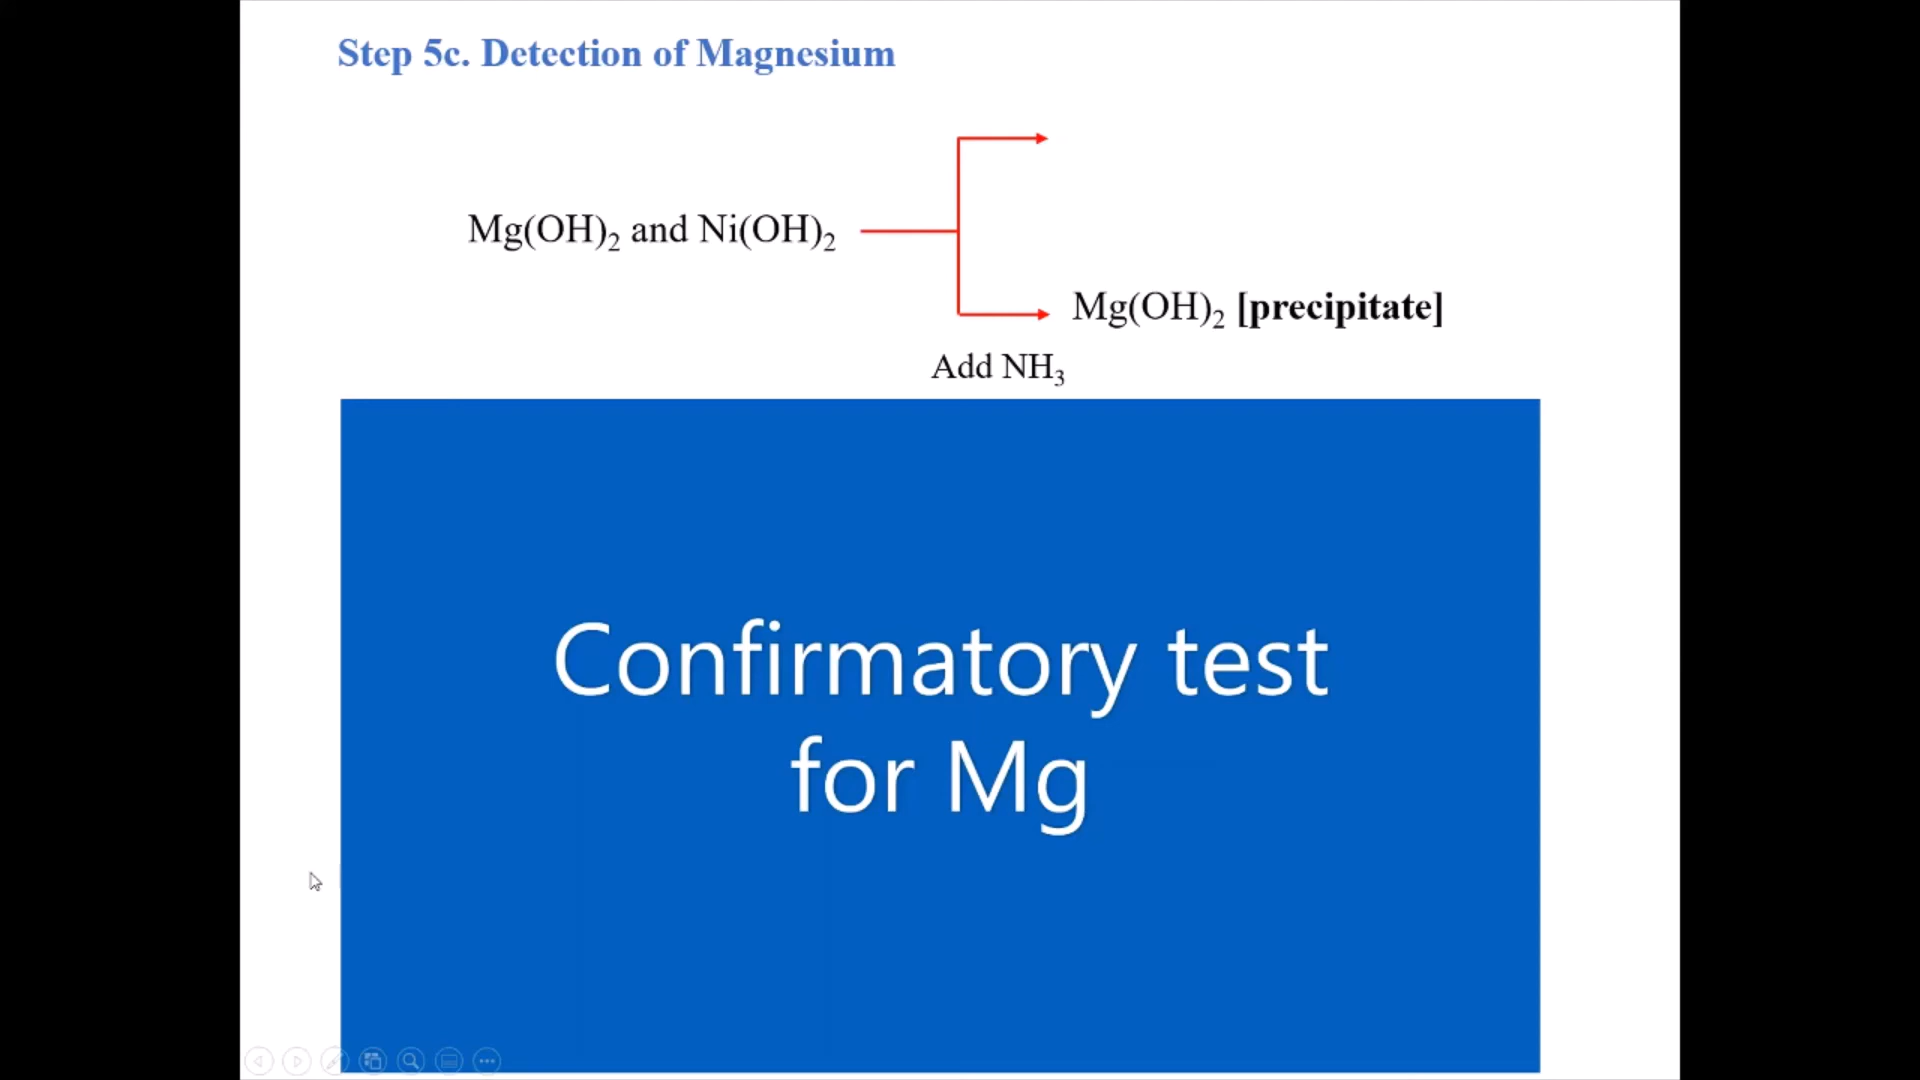 Step 5c. Detection of Magnesium
Mg(OH)₂ and Ni(OH)₂
Mg(OH)₂ [precipitate]
Add NH₃
Confirmatory test
for Mg